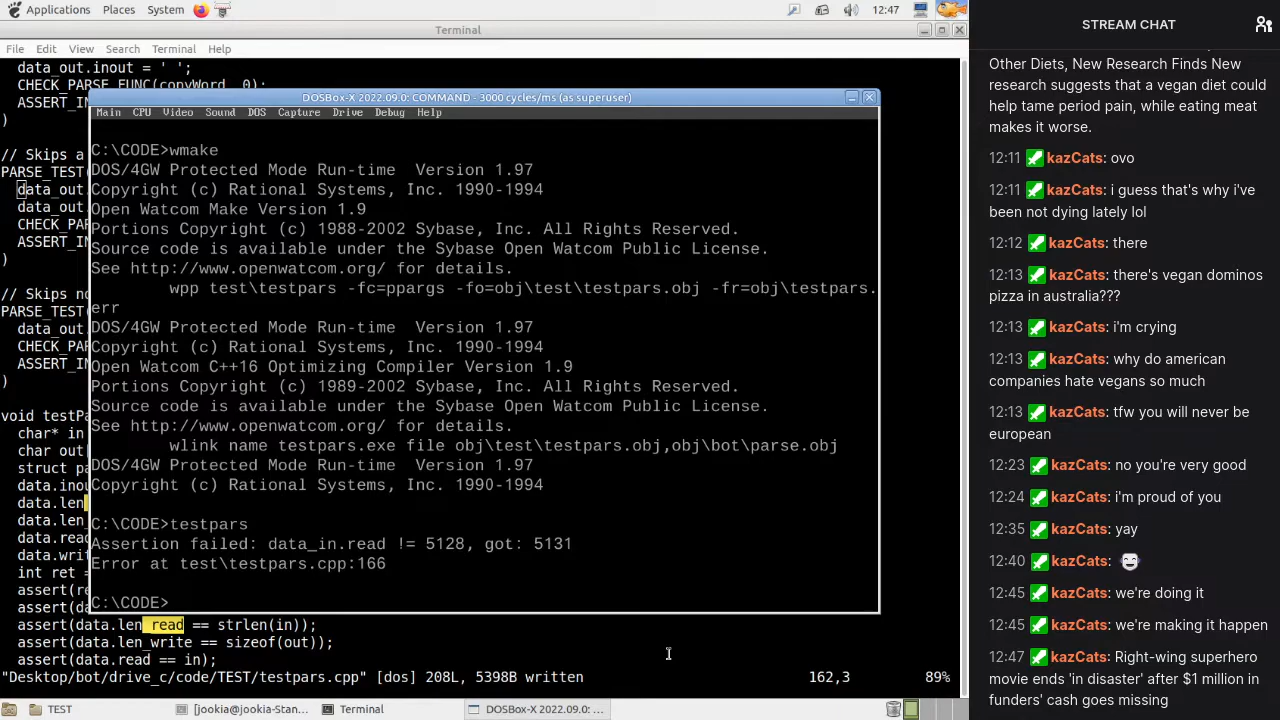 Applications Places System 12:47
Terminal
File Edit View Search Terminal Help
data_out.inout = ' ';
CHECK_PARSE_FUNC(copyWord, 0);
ASSERT_IN
)
// Skips a
PARSE_TEST(
data_out.
data_out.
CHECK_PAR
ASSERT_IN
)
// Skips no
PARSE_TEST(
data_out.
CHECK_PAR
ASSERT_IN
)
void testPa
char* in
char out[
struct pa
data.inou
data.len_
data.len_
data.read
data.writ
int ret =
assert(re
assert(da
assert(data.len_read == strlen(in));
assert(data.len_write == sizeof(out));
assert(data.read == in);
"Desktop/bot/drive_c/code/TEST/testpars.cpp" [dos] 208L, 5398B written 162,3 89%
DOSBox-X 2022.09.0: COMMAND - 3000 cycles/ms (as superuser)
Main CPU Video Sound DOS Capture Drive Debug Help
C:\CODE>wmake
DOS/4GW Protected Mode Run-time Version 1.97
Copyright (c) Rational Systems, Inc. 1990-1994
Open Watcom Make Version 1.9
Portions Copyright (c) 1988-2002 Sybase, Inc. All Rights Reserved.
Source code is available under the Sybase Open Watcom Public License.
See http://www.openwatcom.org/ for details.
wpp test\testpars -fc=ppargs -fo=obj\test\testpars.obj -fr=obj\testpars.
err
DOS/4GW Protected Mode Run-time Version 1.97
Copyright (c) Rational Systems, Inc. 1990-1994
Open Watcom C++16 Optimizing Compiler Version 1.9
Portions Copyright (c) 1989-2002 Sybase, Inc. All Rights Reserved.
Source code is available under the Sybase Open Watcom Public License.
See http://www.openwatcom.org/ for details.
wlink name testpars.exe file obj\test\testpars.obj,obj\bot\parse.obj
DOS/4GW Protected Mode Run-time Version 1.97
Copyright (c) Rational Systems, Inc. 1990-1994
C:\CODE>testpars
Assertion failed: data_in.read != 5128, got: 5131
Error at test\testpars.cpp:166
C:\CODE>
TEST [jookia@jookia-Stan... Terminal DOSBox-X 2022.09.0: ...
STREAM CHAT
Other Diets, New Research Finds New
research suggests that a vegan diet could
help tame period pain, while eating meat
makes it worse.
12:11 kazCats: ovo
12:11 kazCats: i guess that's why i've
been not dying lately lol
12:12 kazCats: there
12:13 kazCats: there's vegan dominos
pizza in australia???
12:13 kazCats: i'm crying
12:13 kazCats: why do american
companies hate vegans so much
12:13 kazCats: tfw you will never be
european
12:23 kazCats: no you're very good
12:24 kazCats: i'm proud of you
12:35 kazCats: yay
12:40 kazCats:
12:45 kazCats: we're doing it
12:45 kazCats: we're making it happen
12:47 kazCats: Right-wing superhero
movie ends 'in disaster' after $1 million in
funders' cash goes missing